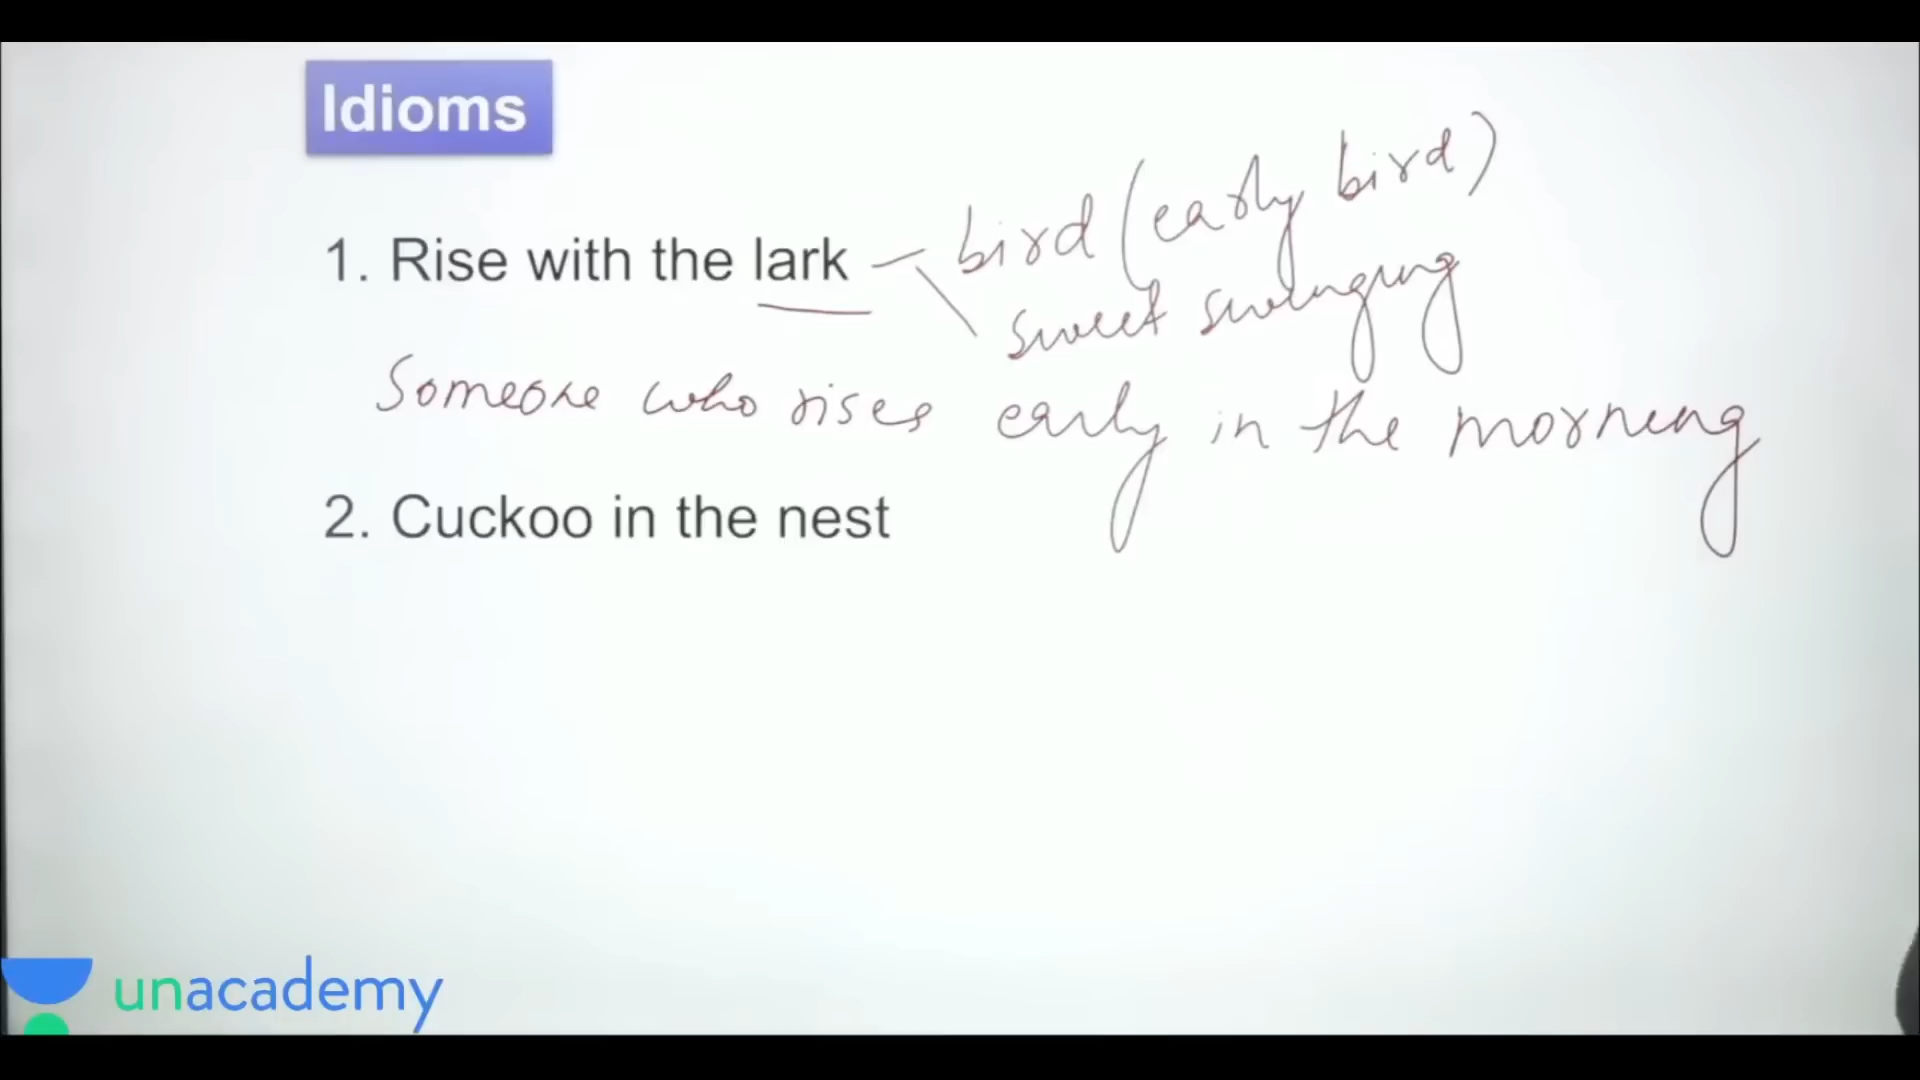 Idioms
1. Rise with the lark — bird (early bird)
sweet swinging
Someone who rises early in the morning
2. Cuckoo in the nest
unacademy